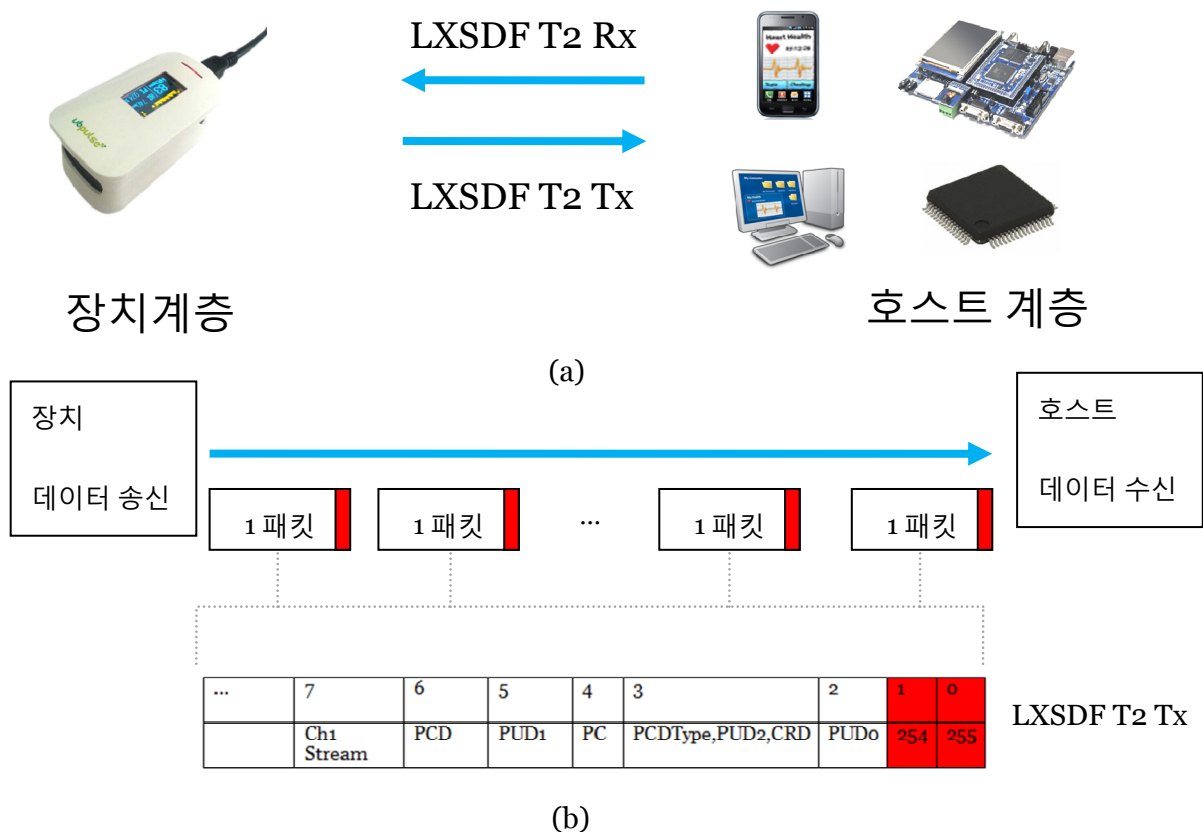 LXSDF T2 Rx
LXSDF T2 Tx
ubpulse
Heart Health
장치계층
호스트 계층
(a)
장치
데이터 송신
호스트
데이터 수신
1 패킷
1 패킷
...
1 패킷
1 패킷
... 7 6 5 4 3 2 1 0
Ch1 PCD PUD1 PC PCDType,PUD2,CRD PUD0 254 255
Stream
LXSDF T2 Tx
(b)